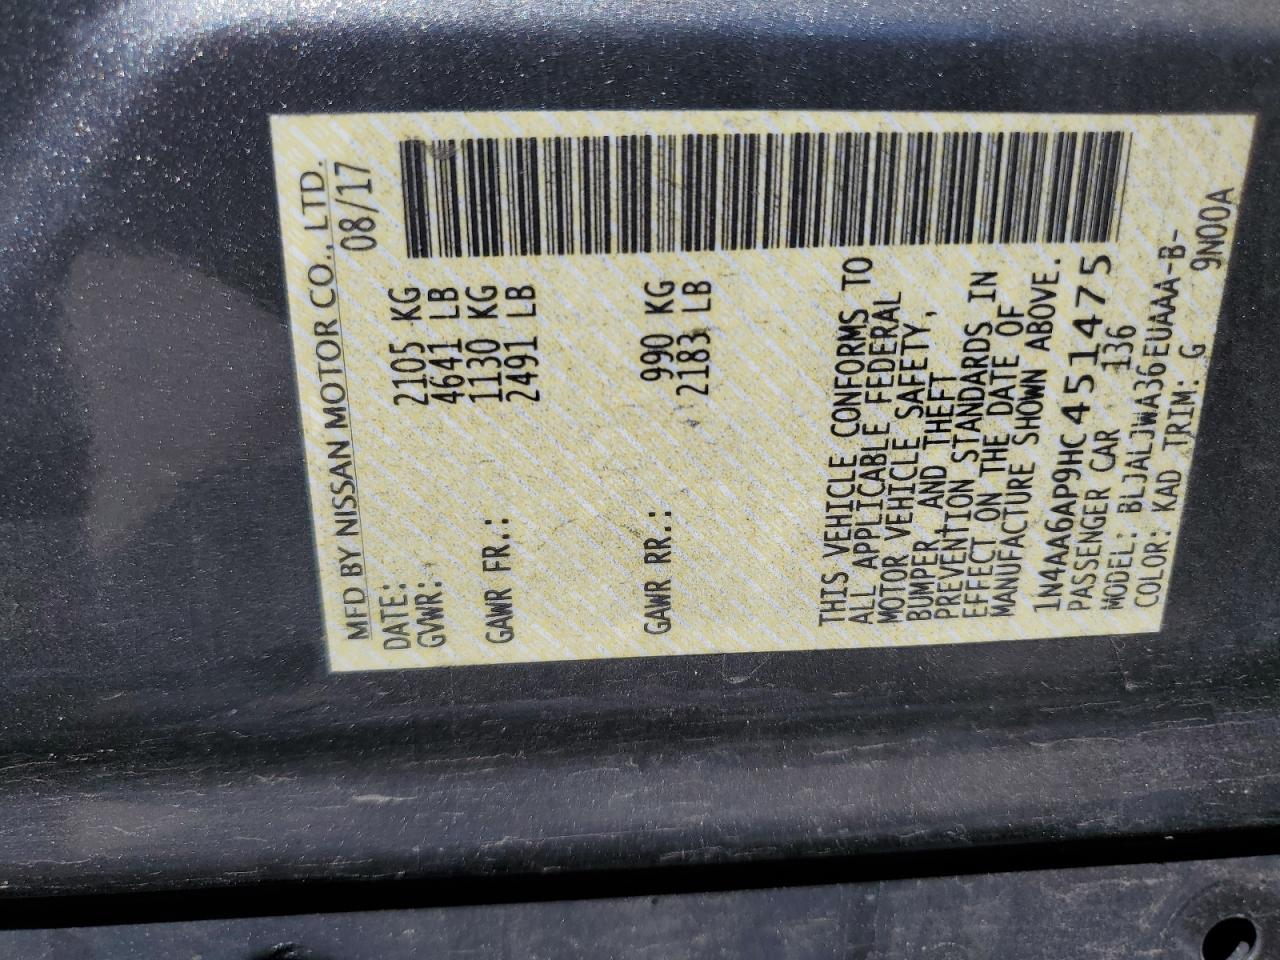 MFD BY NISSAN MOTOR CO., LTD.
DATE: 08/17
GVWR: 2105 KG
4641 LB
GAWR FR.: 1130 KG
2491 LB
GAWR RR.: 990 KG
2183 LB
THIS VEHICLE CONFORMS TO
ALL APPLICABLE FEDERAL
MOTOR VEHICLE SAFETY,
BUMPER, AND THEFT
PREVENTION STANDARDS IN
EFFECT ON THE DATE OF
MANUFACTURE SHOWN ABOVE.
1N4AA6AP9HC451475
PASSENGER CAR 136
MODEL: BLJALJWA36EUAAA-B-
COLOR: KAD TRIM: G 9N00A